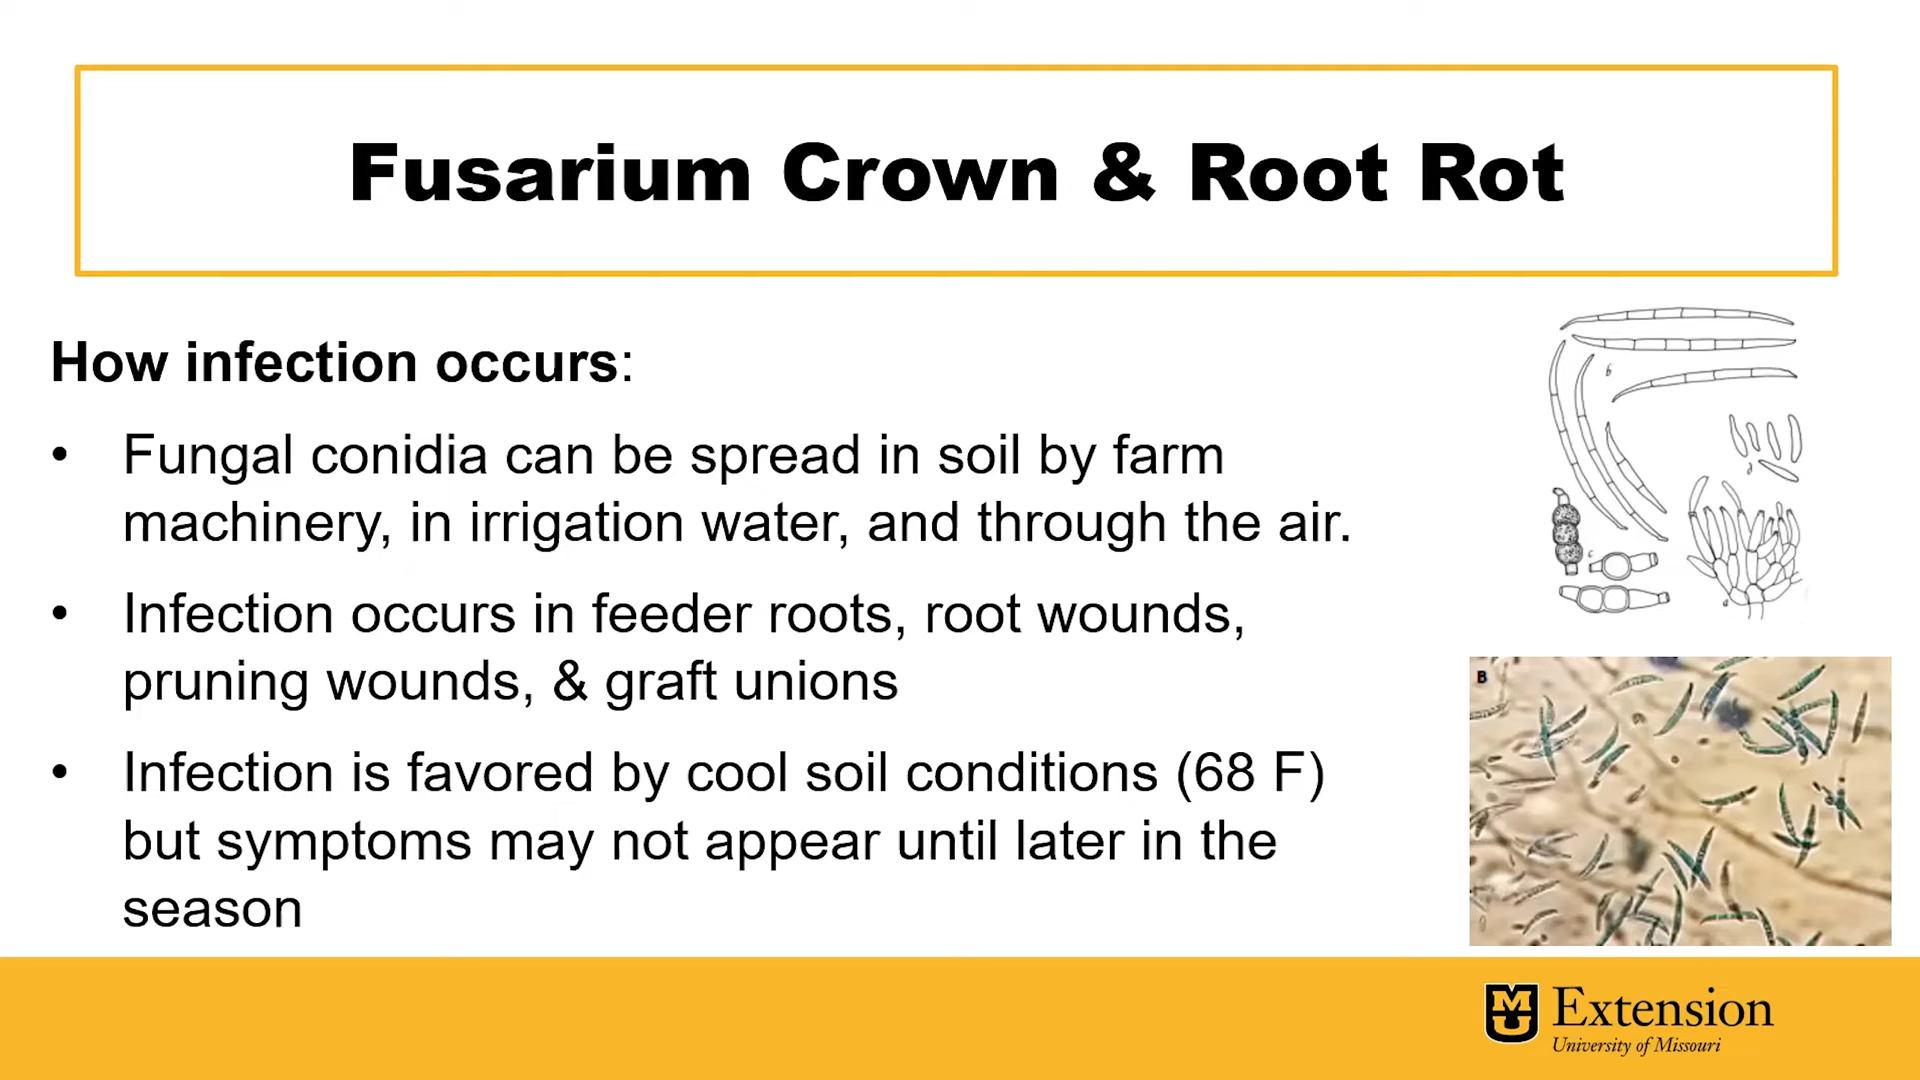 Fusarium Crown & Root Rot
How infection occurs:
• Fungal conidia can be spread in soil by farm
machinery, in irrigation water, and through the air.
• Infection occurs in feeder roots, root wounds,
pruning wounds, & graft unions
• Infection is favored by cool soil conditions (68 F)
but symptoms may not appear until later in the
season
B
MU Extension
University of Missouri